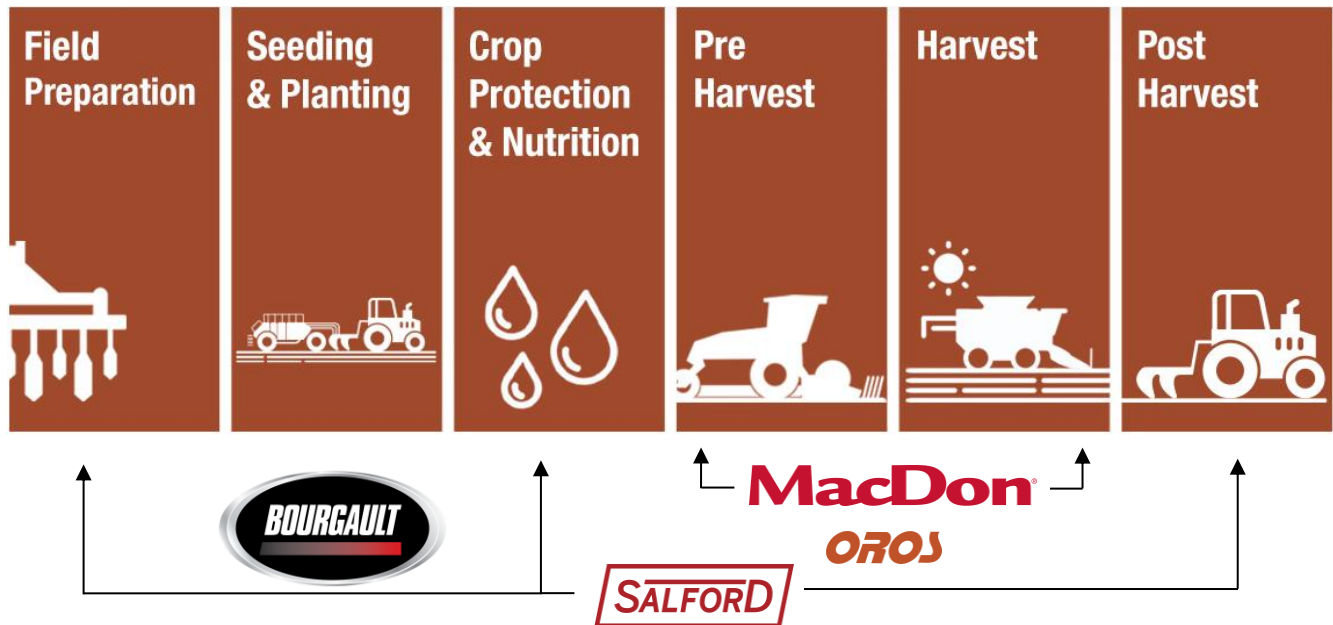 Field
Preparation
Seeding
& Planting
Crop
Protection
& Nutrition
Pre
Harvest
Harvest
Post
Harvest
BOURGAULT
MacDon®
OROS
SALFORD